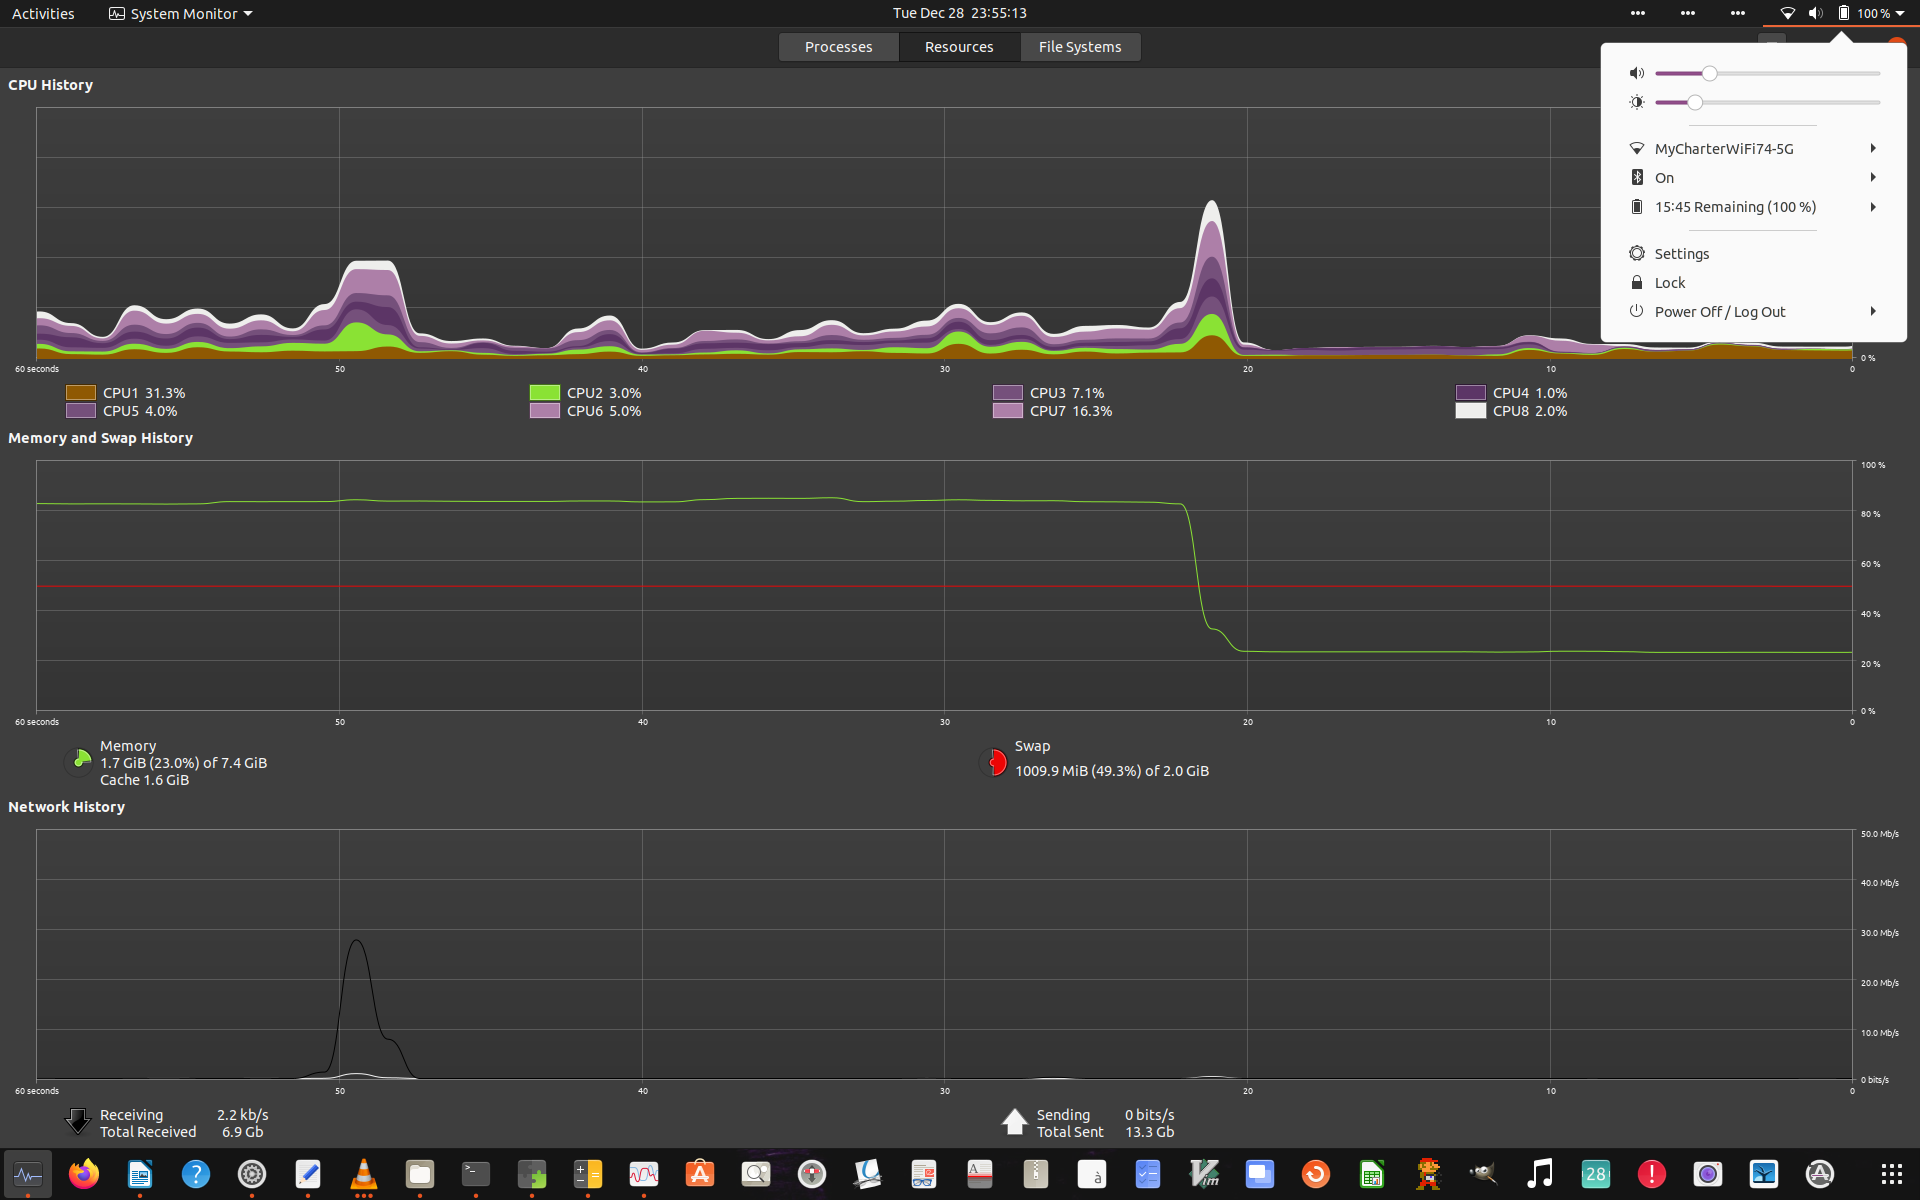 Activities System Monitor Tue Dec 28 23:55:13 100 %
Processes Resources File Systems
CPU History
MyCharterWiFi74-5G
On
15:45 Remaining (100 %)
Settings
Lock
Power Off / Log Out
0 %
60 seconds 50 40 30 20 10 0
CPU1 31.3% CPU2 3.0% CPU3 7.1% CPU4 1.0%
CPU5 4.0% CPU6 5.0% CPU7 16.3% CPU8 2.0%
Memory and Swap History
100 %
80 %
60 %
40 %
20 %
0 %
60 seconds 50 40 30 20 10 0
Memory
1.7 GiB (23.0%) of 7.4 GiB
Cache 1.6 GiB
Swap
1009.9 MiB (49.3%) of 2.0 GiB
Network History
50.0 Mb/s
40.0 Mb/s
30.0 Mb/s
20.0 Mb/s
10.0 Mb/s
0 bits/s
60 seconds 50 40 30 20 10 0
Receiving 2.2 kb/s
Total Received 6.9 Gb
Sending 0 bits/s
Total Sent 13.3 Gb
? >_ A à Vim 28 !